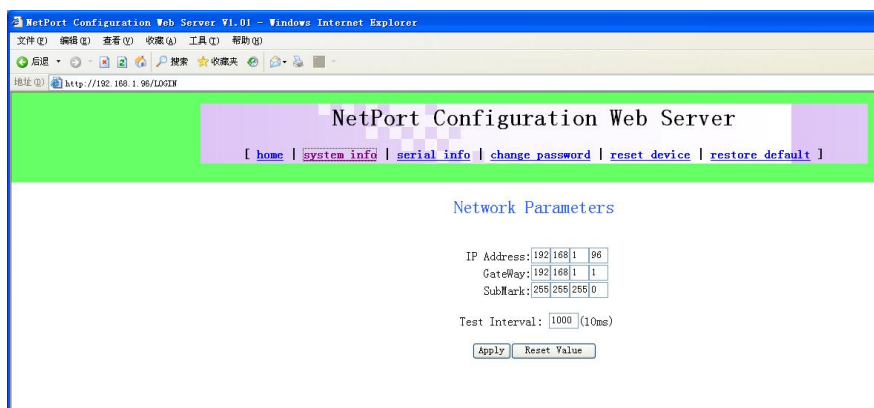 NetPort Configuration Web Server V1.01 - Windows Internet Explorer
文件(F) 编辑(E) 查看(V) 收藏(A) 工具(T) 帮助(H)
后退 搜索 收藏夹
地址(D) http://192.168.1.96/LOGIN
NetPort Configuration Web Server
[ home | system info | serial info | change password | reset device | restore default ]
Network Parameters
IP Address: 192 168 1 96
GateWay: 192 168 1 1
SubMark: 255 255 255 0
Test Interval: 1000 (10ms)
Apply Reset Value